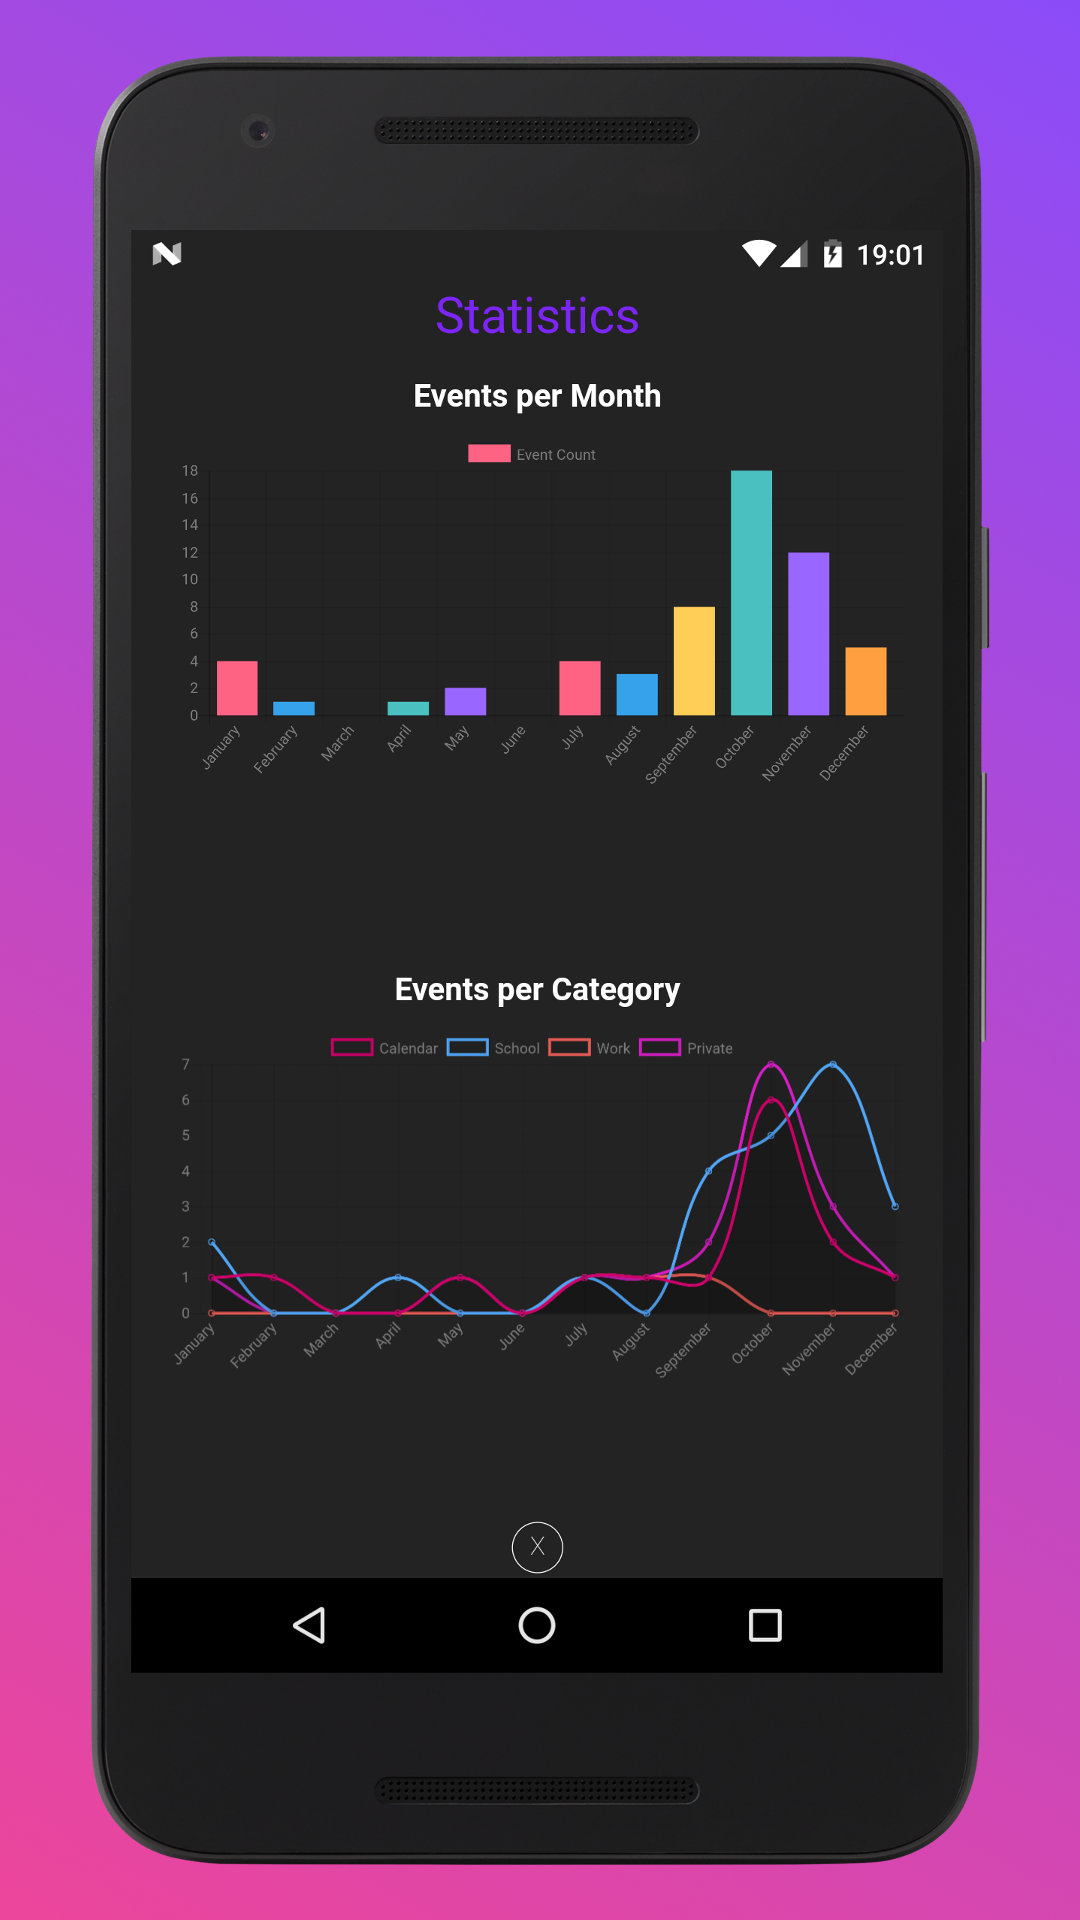 19:01
Statistics
Events per Month
Event Count
18
16
14
12
10
8
6
4
2
0
January February March April May June July August September October November December
Events per Category
Calendar School Work Private
7
6
5
4
3
2
1
0
January February March April May June July August September October November December
X